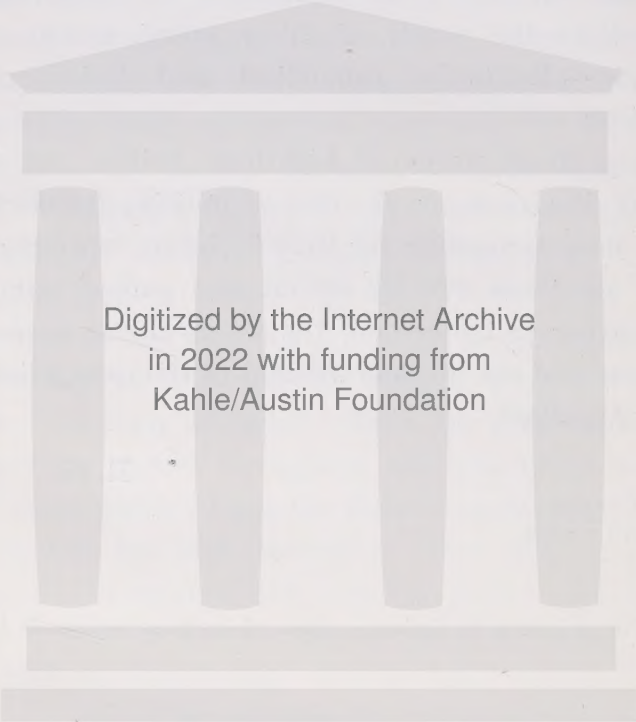 Digitized by the Internet Archive
in 2022 with funding from
Kahle/Austin Foundation